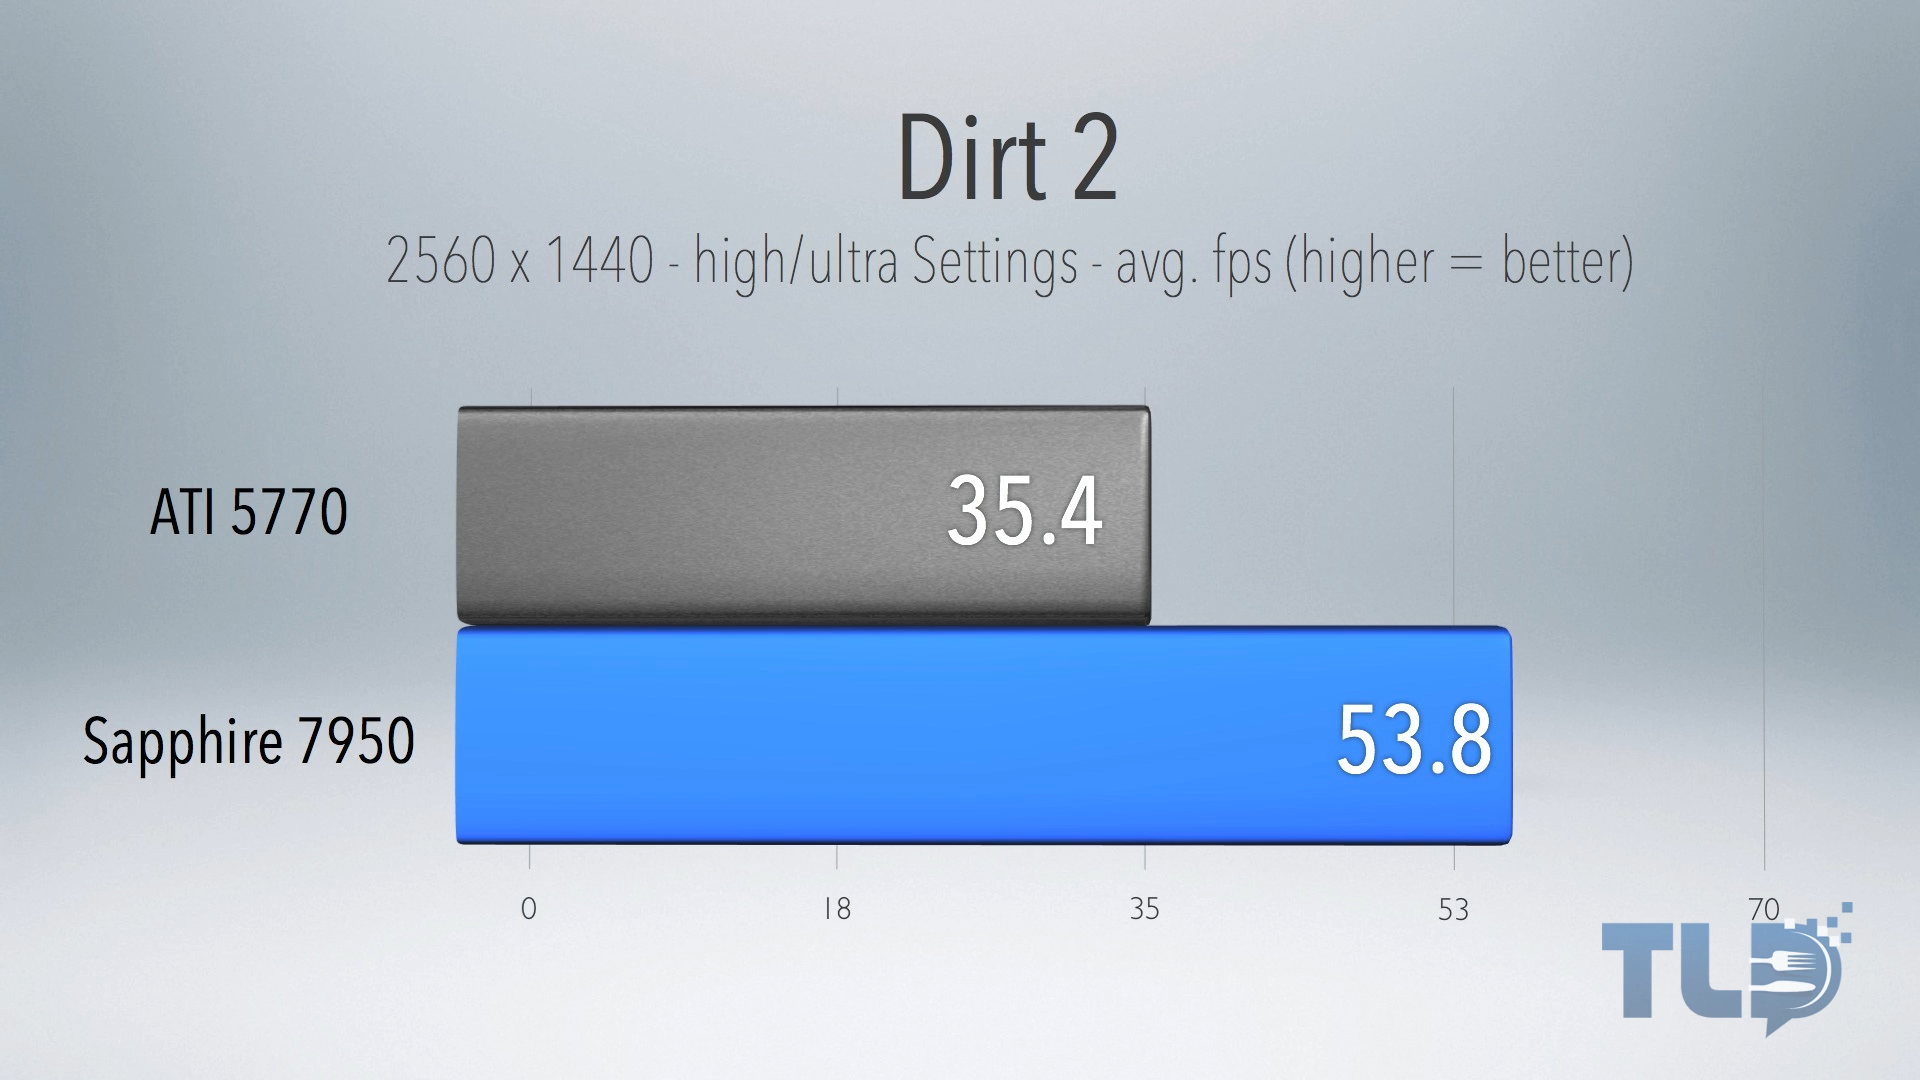 Dirt 2
2560 x 1440 - high/ultra Settings - avg. fps (higher = better)
ATI 5770
35.4
Sapphire 7950
53.8
0 18 35 53 70
TLD